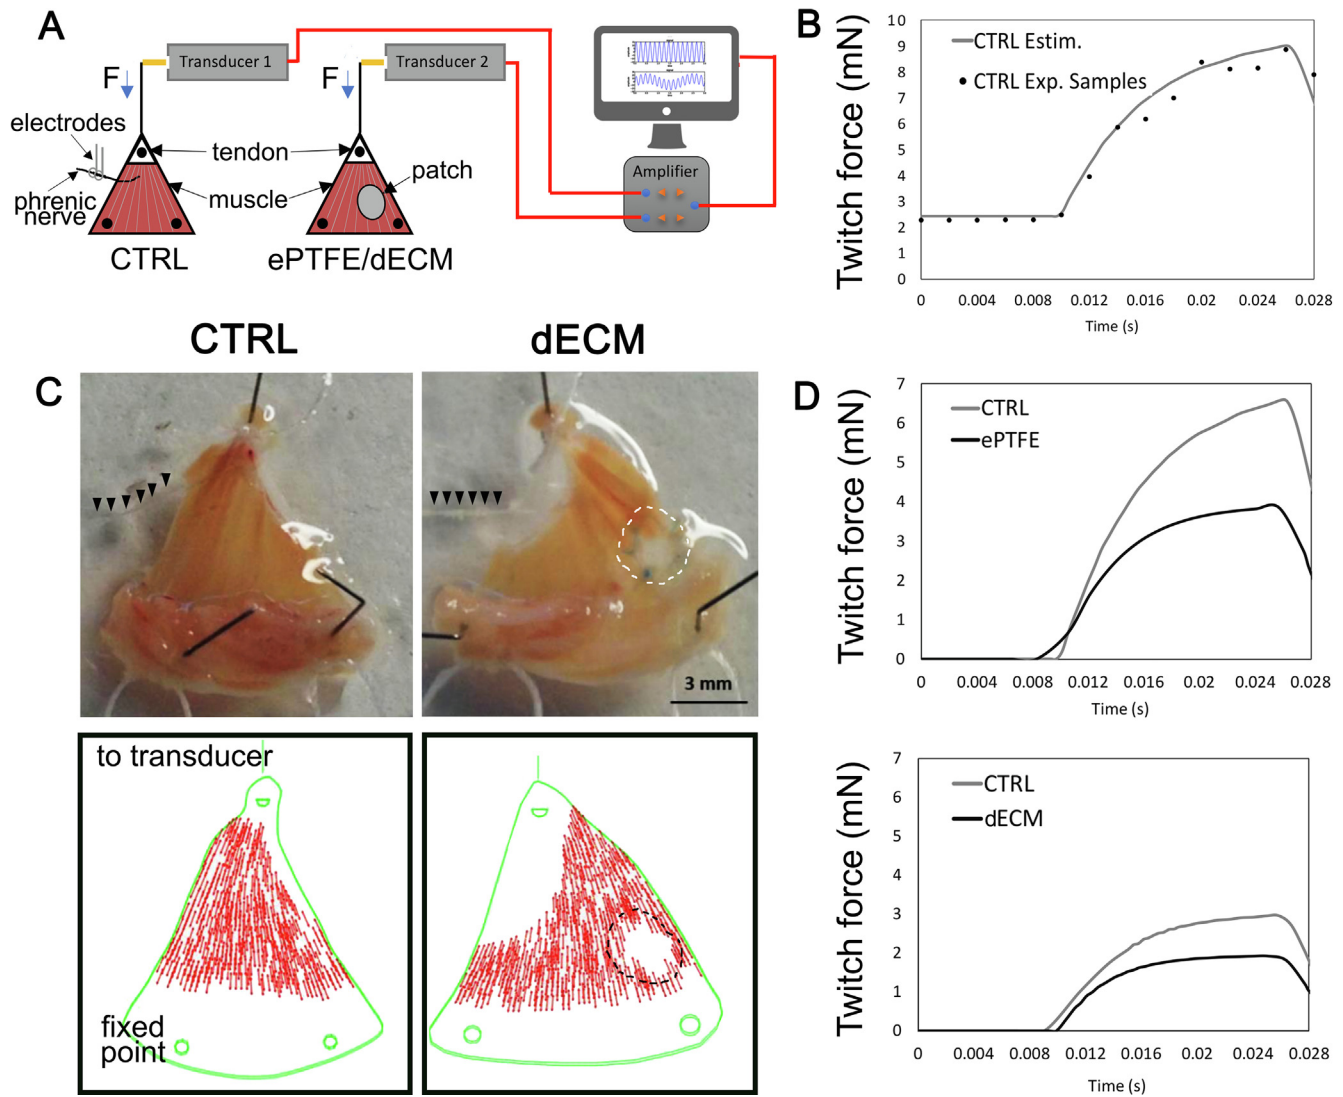 A
Transducer 1
Transducer 2
F
F
electrodes
tendon
patch
phrenic
nerve
muscle
Amplifier
CTRL
ePTFE/dECM
B
Twitch force (mN)
CTRL Estim.
CTRL Exp. Samples
10
9
8
7
6
5
4
3
2
1
0
0 0.004 0.008 0.012 0.016 0.02 0.024 0.028
Time (s)
C
CTRL
dECM
3 mm
to transducer
fixed
point
D
Twitch force (mN)
CTRL
ePTFE
7
6
5
4
3
2
1
0
0 0.004 0.008 0.012 0.016 0.02 0.024 0.028
Time (s)
Twitch force (mN)
CTRL
dECM
7
6
5
4
3
2
1
0
0 0.004 0.008 0.012 0.016 0.02 0.024 0.028
Time (s)